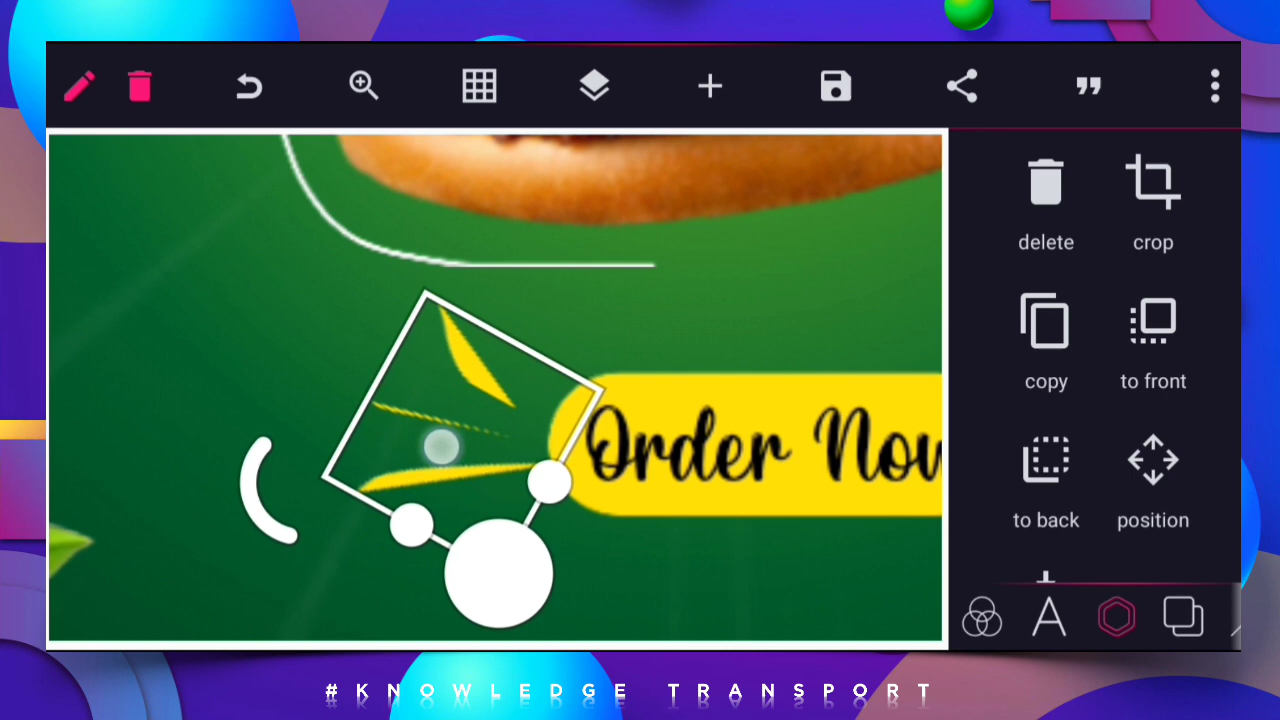 delete
crop
copy
to front
Order Now
to back
position
#KNOWLEDGE TRANSPORT